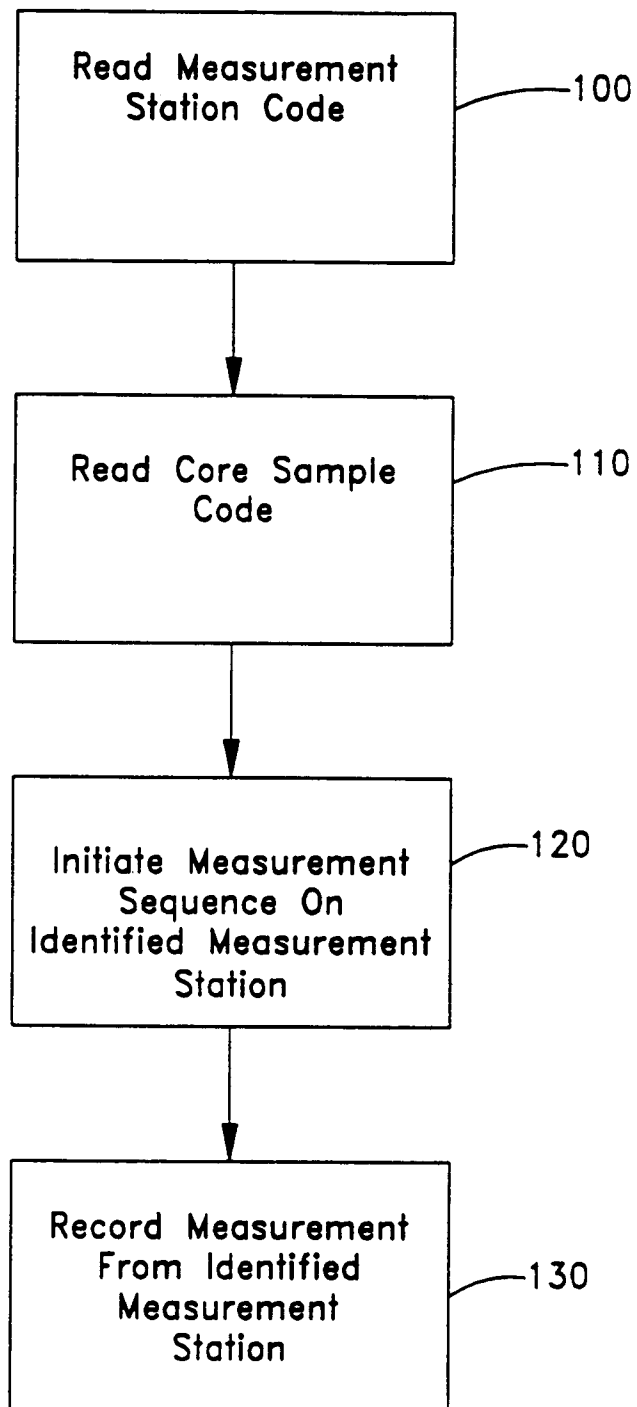 Read Measurement
Station Code
100
Read Core Sample
Code
110
Initiate Measurement
Sequence On
Identified Measurement
Station
120
Record Measurement
From Identified
Measurement
Station
130